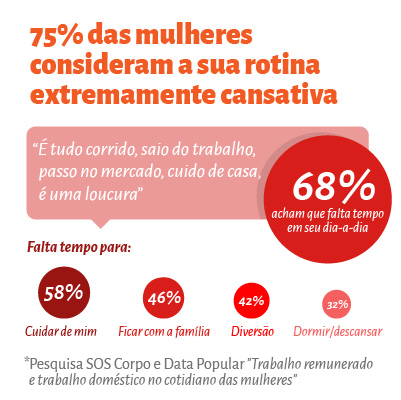 75% das mulheres
consideram a sua rotina
extremamente cansativa
“É tudo corrido, saio do trabalho,
passo no mercado, cuido de casa,
é uma loucura”
68%
acham que falta tempo
em seu dia-a-dia
Falta tempo para:
58%
Cuidar de mim
46%
Ficar com a família
42%
Diversão
32%
Dormir/descansar
*Pesquisa SOS Corpo e Data Popular "Trabalho remunerado
e trabalho doméstico no cotidiano das mulheres"